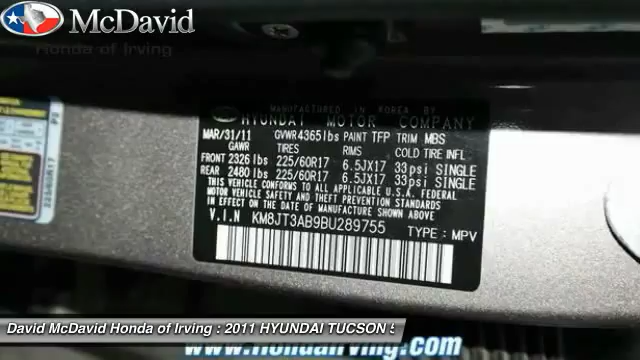 McDavid
Honda of Irving
MANUFACTURED IN KOREA BY
HYUNDAI MOTOR COMPANY
MAR/31/11 GVWR4365lbs PAINT TFP TRIM MBS
GAWR TIRES RIMS COLD TIRE INFL
FRONT 2326 lbs 225/60R17 6.5JX17 33psi SINGLE
REAR 2480 lbs 225/60R17 6.5JX17 33psi SINGLE
THIS VEHICLE CONFORMS TO ALL APPLICABLE U.S.A. FEDERAL
MOTOR VEHICLE SAFETY AND THEFT PREVENTION STANDARDS
IN EFFECT ON THE DATE OF MANUFACTURE SHOWN ABOVE.
V.I.N KM8JT3AB9BU289755 TYPE : MPV
225/60R17
David McDavid Honda of Irving : 2011 HYUNDAI TUCSON
www.hondairving.com